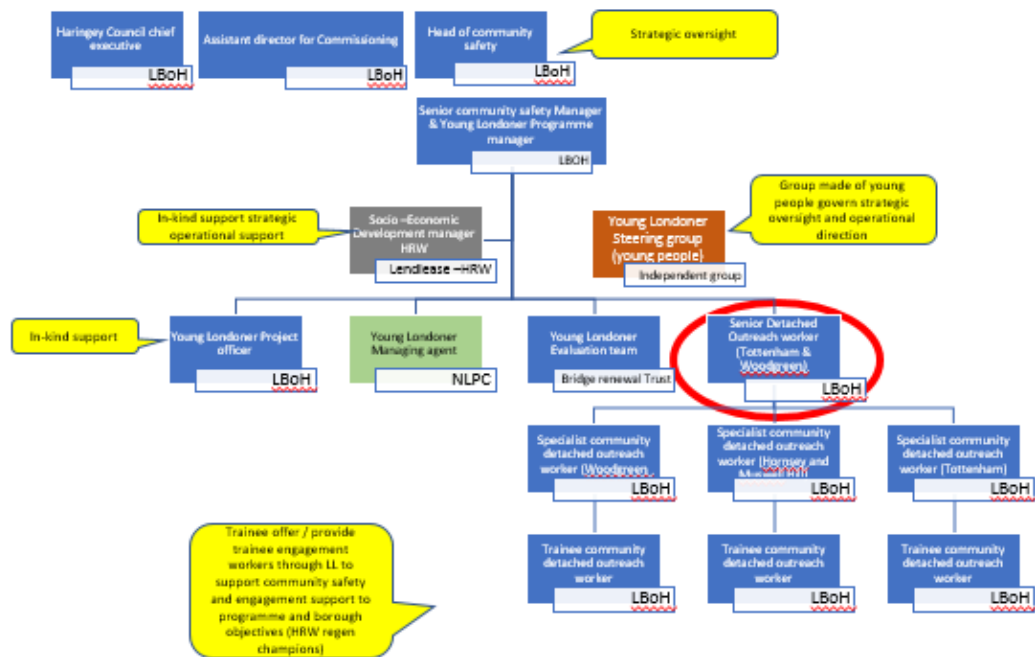 Haringey Council chief
executive
LBoH
Assistant director for Commissioning
LBoH
Head of community
safety
LBoH
Strategic oversight
Senior community safety Manager
& Young Londoner Programme
manager
LBOH
Group made of young
people govern strategic
oversight and operational
direction
In-kind support strategic
operational support
Socio –Economic
Development manager
HRW
Lendlease –HRW
Young Londoner
Steering group
(young people)
Independent group
In-kind support
Young Londoner Project
officer
LBoH
Young Londoner
Managing agent
NLPC
Young Londoner
Evaluation team
Bridge renewal Trust
Senior Detached
Outreach worker
(Tottenham &
Woodgreen)
LBoH
Specialist community
detached outreach
worker (Woodgreen
LBoH
Specialist community
detached outreach
worker (Hornsey and
LBoH
Specialist community
detached outreach
worker (Tottenham)
LBoH
Trainee community
detached outreach
worker
LBoH
Trainee community
detached outreach
worker
LBoH
Trainee community
detached outreach
worker
LBoH
Trainee offer / provide
trainee engagement
workers through LL to
support community safety
and engagement support to
programme and borough
objectives (HRW regen
champions)